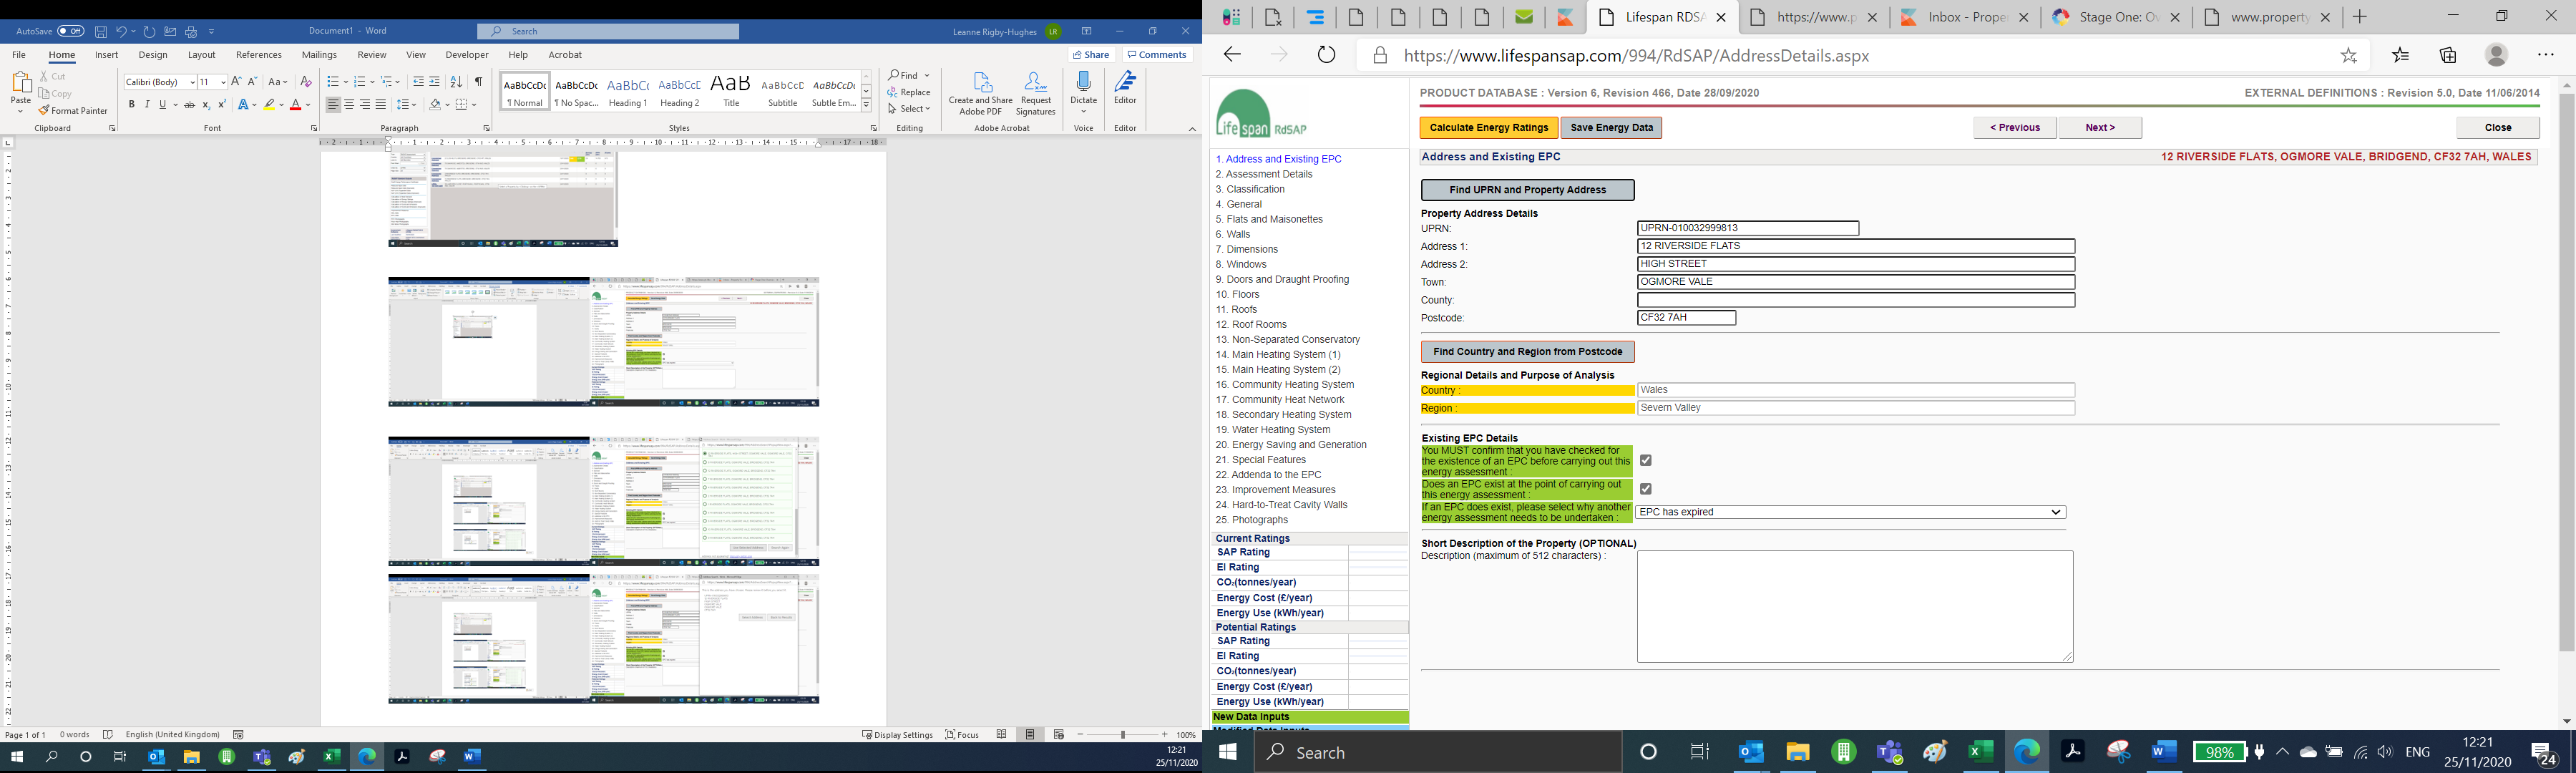 AutoSave Off Document1 - Word Search Leanne Rigby-Hughes LR
File Home Insert Design Layout References Mailings Review View Developer Help Acrobat Share Comments
Paste Cut Copy Format Painter Clipboard
Calibri (Body) 11 Font
Paragraph
AaBbCcDc AaBbCcDc AaBbCc AaBbCcE AaB AaBbCcD AaBbCcDc
¶ Normal ¶ No Spac... Heading 1 Heading 2 Title Subtitle Subtle Em...
Styles
Find Replace Select Editing
Create and Share Adobe PDF Request Signatures Adobe Acrobat
Dictate Voice Editor Editor
Page 1 of 1 0 words English (United Kingdom) Display Settings Focus 100%
12:21
25/11/2020
Lifespan RDSA https://www.p Inbox - Prope Stage One: Ov www.property
https://www.lifespansap.com/994/RdSAP/AddressDetails.aspx
Life span RdSAP
PRODUCT DATABASE : Version 6, Revision 466, Date 28/09/2020 EXTERNAL DEFINITIONS : Revision 5.0, Date 11/06/2014
Calculate Energy Ratings Save Energy Data < Previous Next > Close
Address and Existing EPC 12 RIVERSIDE FLATS, OGMORE VALE, BRIDGEND, CF32 7AH, WALES
1. Address and Existing EPC
2. Assessment Details
3. Classification
4. General
5. Flats and Maisonettes
6. Walls
7. Dimensions
8. Windows
9. Doors and Draught Proofing
10. Floors
11. Roofs
12. Roof Rooms
13. Non-Separated Conservatory
14. Main Heating System (1)
15. Main Heating System (2)
16. Community Heating System
17. Community Heat Network
18. Secondary Heating System
19. Water Heating System
20. Energy Saving and Generation
21. Special Features
22. Addenda to the EPC
23. Improvement Measures
24. Hard-to-Treat Cavity Walls
25. Photographs
Current Ratings
SAP Rating
EI Rating
CO₂(tonnes/year)
Energy Cost (£/year)
Energy Use (kWh/year)
Potential Ratings
SAP Rating
EI Rating
CO₂(tonnes/year)
Energy Cost (£/year)
Energy Use (kWh/year)
New Data Inputs
Modified Data Inputs
Find UPRN and Property Address
Property Address Details
UPRN: UPRN-010032999813
Address 1: 12 RIVERSIDE FLATS
Address 2: HIGH STREET
Town: OGMORE VALE
County:
Postcode: CF32 7AH
Find Country and Region from Postcode
Regional Details and Purpose of Analysis
Country : Wales
Region : Severn Valley
Existing EPC Details
You MUST confirm that you have checked for
the existence of an EPC before carrying out this
energy assessment :
Does an EPC exist at the point of carrying out
this energy assessment :
If an EPC does exist, please select why another
energy assessment needs to be undertaken : EPC has expired
Short Description of the Property (OPTIONAL)
Description (maximum of 512 characters) :
Search 98% ENG 12:21
25/11/2020 24